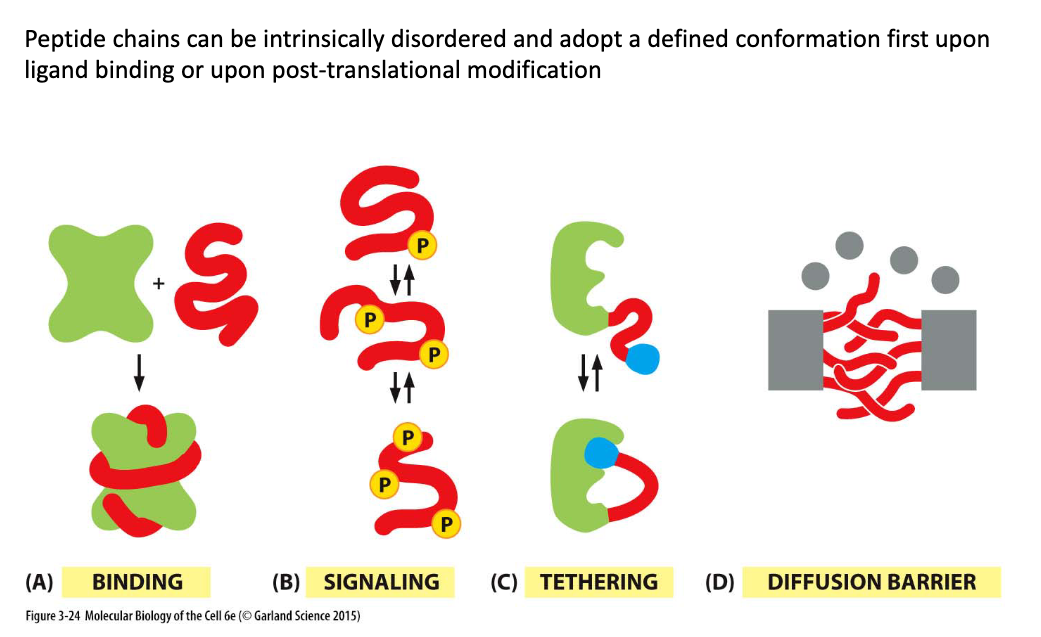 Peptide chains can be intrinsically disordered and adopt a defined conformation first upon
ligand binding or upon post-translational modification
+
P
P
P
P
P
P
(A) BINDING
(B) SIGNALING
(C) TETHERING
(D) DIFFUSION BARRIER
Figure 3-24 Molecular Biology of the Cell 6e (© Garland Science 2015)